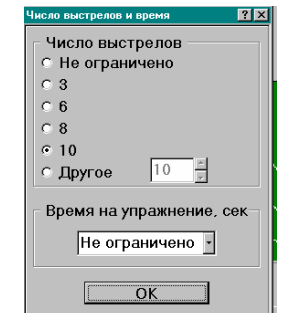 Число выстрелов и время
Число выстрелов
Не ограничено
3
6
8
10
Другое 10
Время на упражнение, сек
Не ограничено
OK